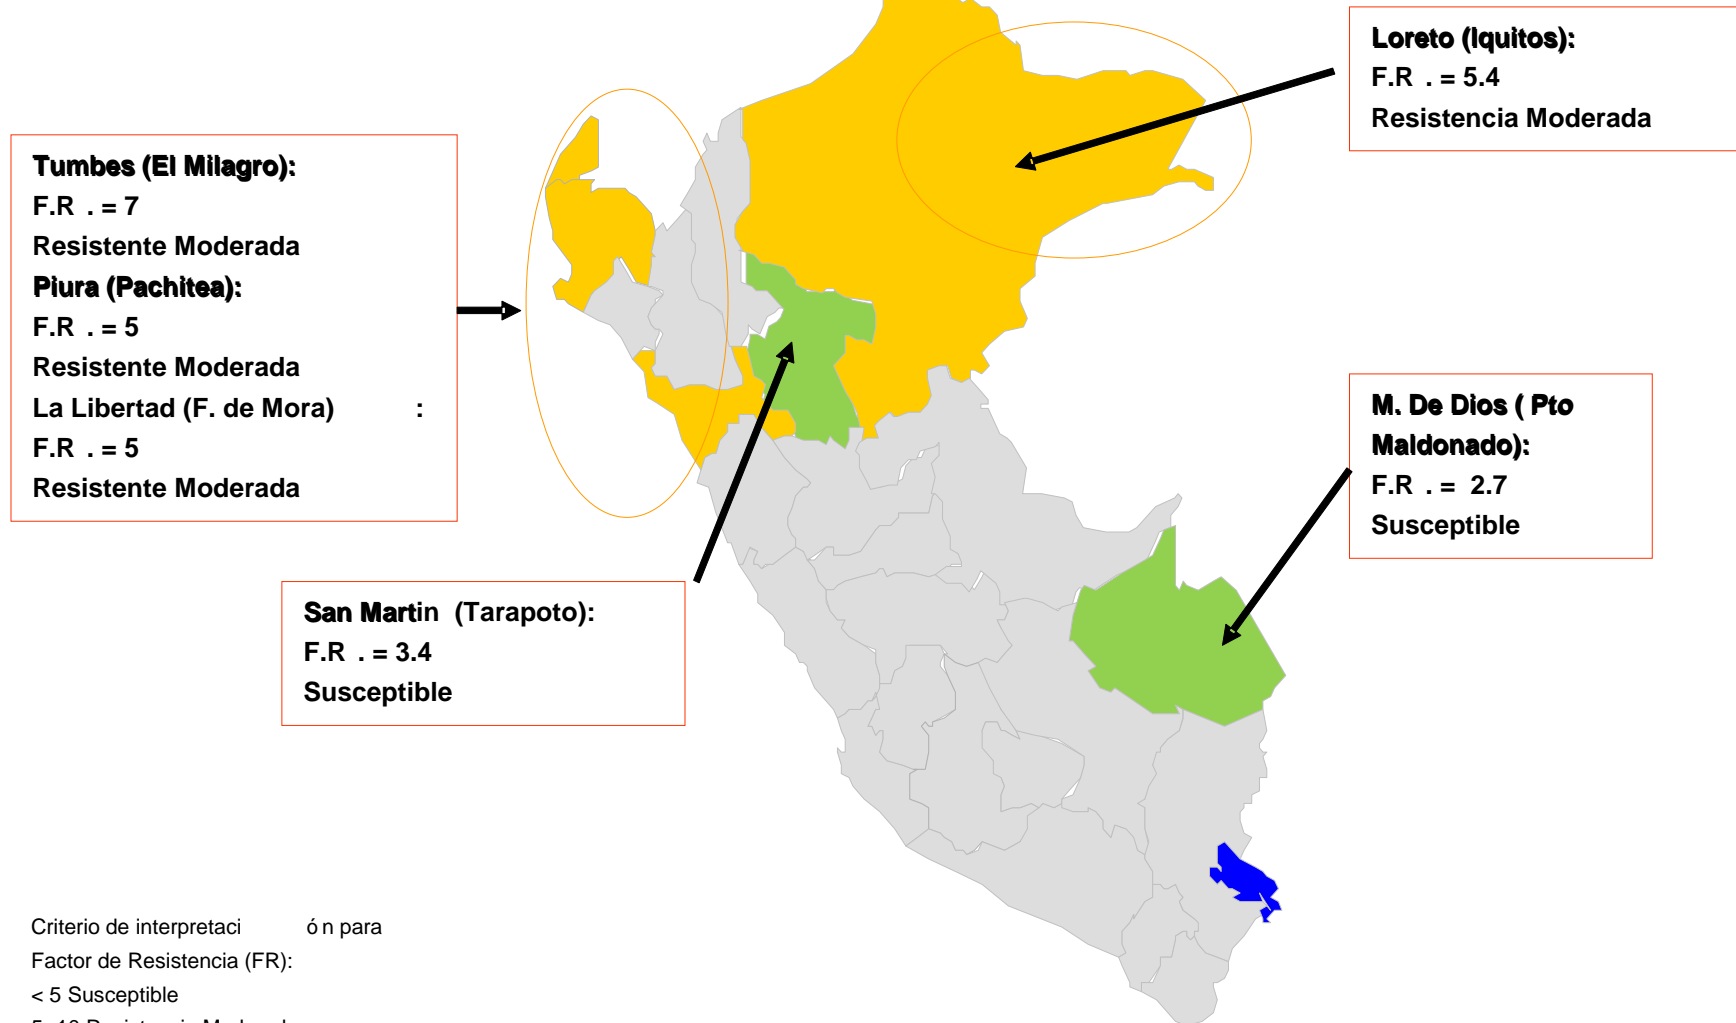 Loreto (Iquitos):
F.R . = 5.4
Resistencia Moderada
Tumbes (El Milagro):
F.R . = 7
Resistente Moderada
Piura (Pachitea):
F.R . = 5
Resistente Moderada
La Libertad (F. de Mora) :
F.R . = 5
Resistente Moderada
M. De Dios ( Pto
Maldonado):
F.R . = 2.7
Susceptible
San Martin (Tarapoto):
F.R . = 3.4
Susceptible
Criterio de interpretaci ó n para
Factor de Resistencia (FR):
< 5 Susceptible